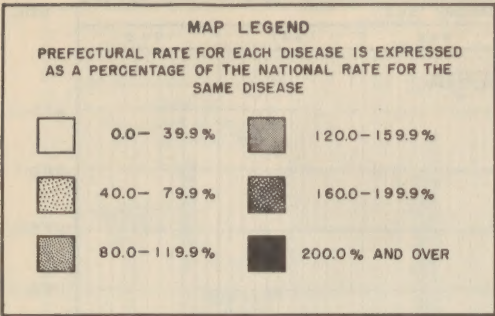 MAP LEGEND
PREFECTURAL RATE FOR EACH DISEASE IS EXPRESSED
AS A PERCENTAGE OF THE NATIONAL RATE FOR THE
SAME DISEASE
0.0— 39.9%
40.0— 79.9%
80.0—119.9%
120.0—159.9%
160.0—199.9%
200.0% AND OVER